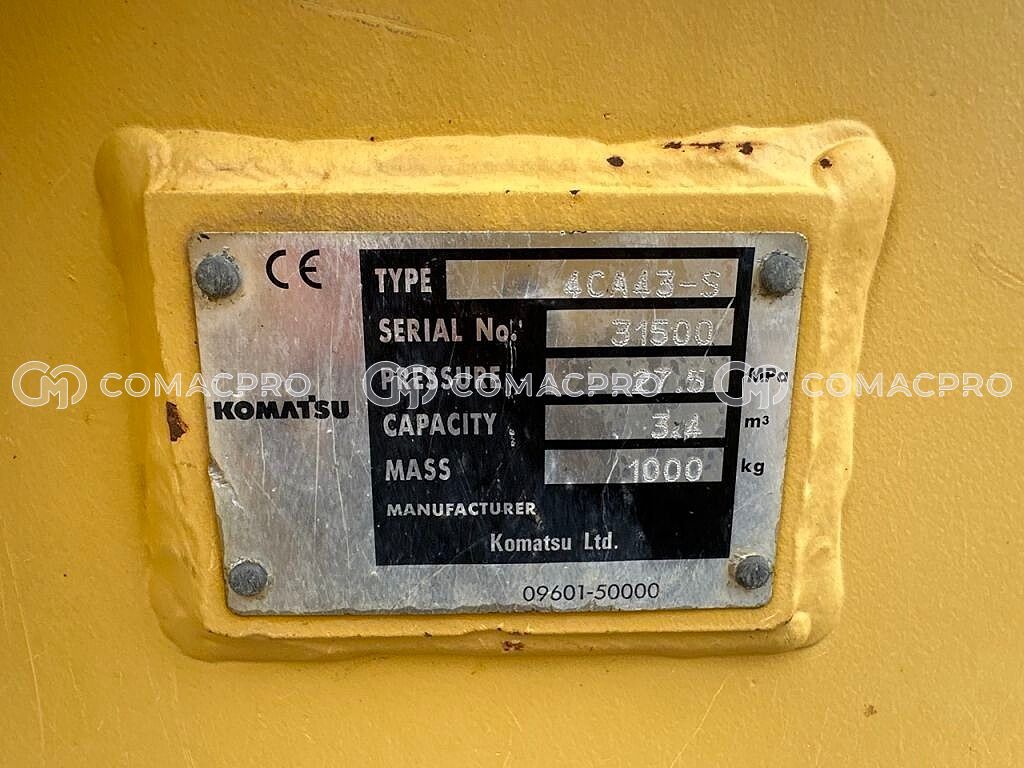 CE
TYPE 4CA43-S
SERIAL No. 31500
PRESSURE 27.5 MPa
COMACPRO COMACPRO COMACPRO
KOMATSU
CAPACITY 3.4 m³
MASS 1000 kg
MANUFACTURER
Komatsu Ltd.
09601-50000